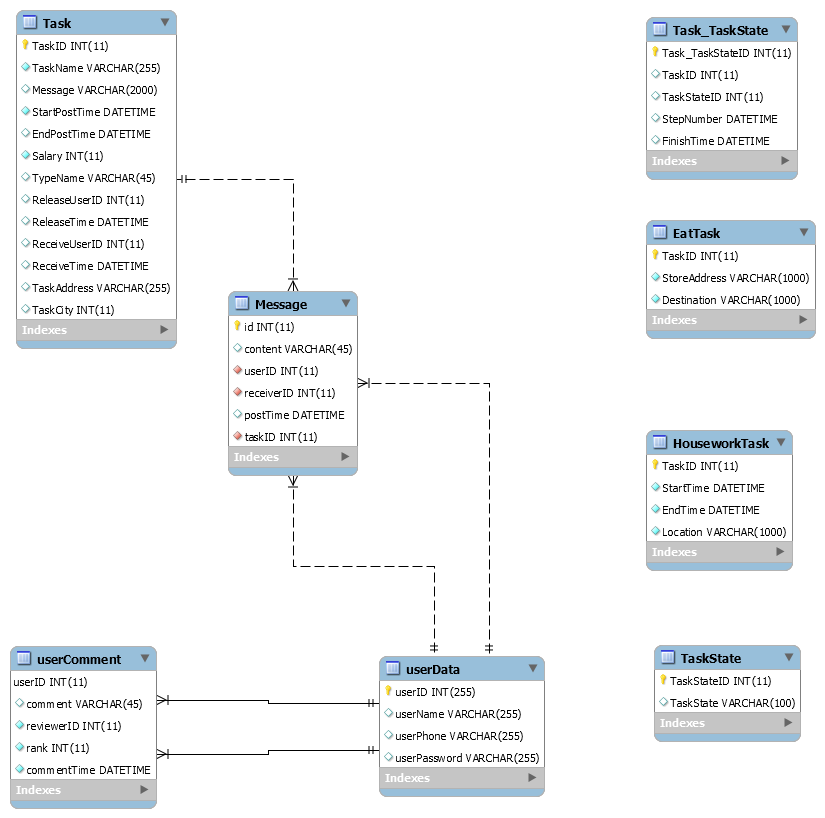 Task
TaskID INT(11)
TaskName VARCHAR(255)
Message VARCHAR(2000)
StartPostTime DATETIME
EndPostTime DATETIME
Salary INT(11)
TypeName VARCHAR(45)
ReleaseUserID INT(11)
ReleaseTime DATETIME
ReceiveUserID INT(11)
ReceiveTime DATETIME
TaskAddress VARCHAR(255)
TaskCity INT(11)
Indexes
Message
id INT(11)
content VARCHAR(45)
userID INT(11)
receiverID INT(11)
postTime DATETIME
taskID INT(11)
Indexes
userComment
userID INT(11)
comment VARCHAR(45)
reviewerID INT(11)
rank INT(11)
commentTime DATETIME
Indexes
userData
userID INT(255)
userName VARCHAR(255)
userPhone VARCHAR(255)
userPassword VARCHAR(255)
Indexes
Task_TaskState
Task_TaskStateID INT(11)
TaskID INT(11)
TaskStateID INT(11)
StepNumber DATETIME
FinishTime DATETIME
Indexes
EatTask
TaskID INT(11)
StoreAddress VARCHAR(1000)
Destination VARCHAR(1000)
Indexes
HouseworkTask
TaskID INT(11)
StartTime DATETIME
EndTime DATETIME
Location VARCHAR(1000)
Indexes
TaskState
TaskStateID INT(11)
TaskState VARCHAR(100)
Indexes